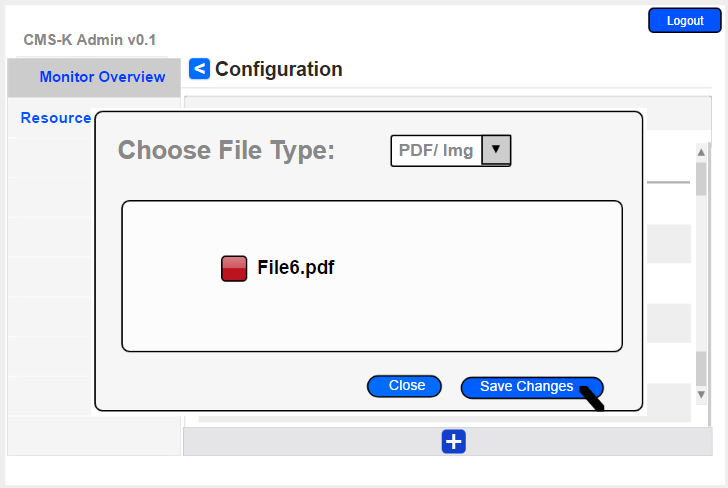 Logout
CMS-K Admin v0.1
Monitor Overview
< Configuration
Resource
Choose File Type:
PDF/ Img
File6.pdf
Close
Save Changes
+